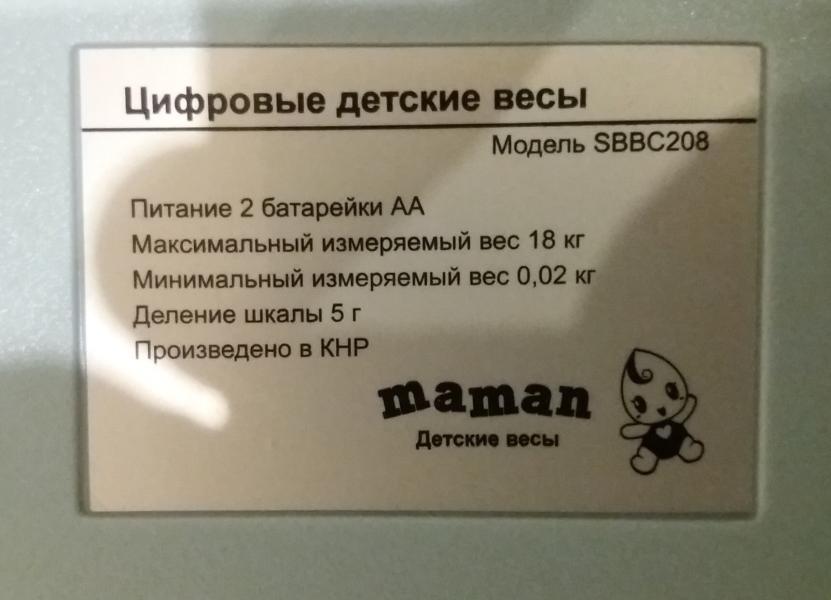 Цифровые детские весы
Модель SBBC208
Питание 2 батарейки АА
Максимальный измеряемый вес 18 кг
Минимальный измеряемый вес 0,02 кг
Деление шкалы 5 г
Произведено в КНР
maman
Детские весы